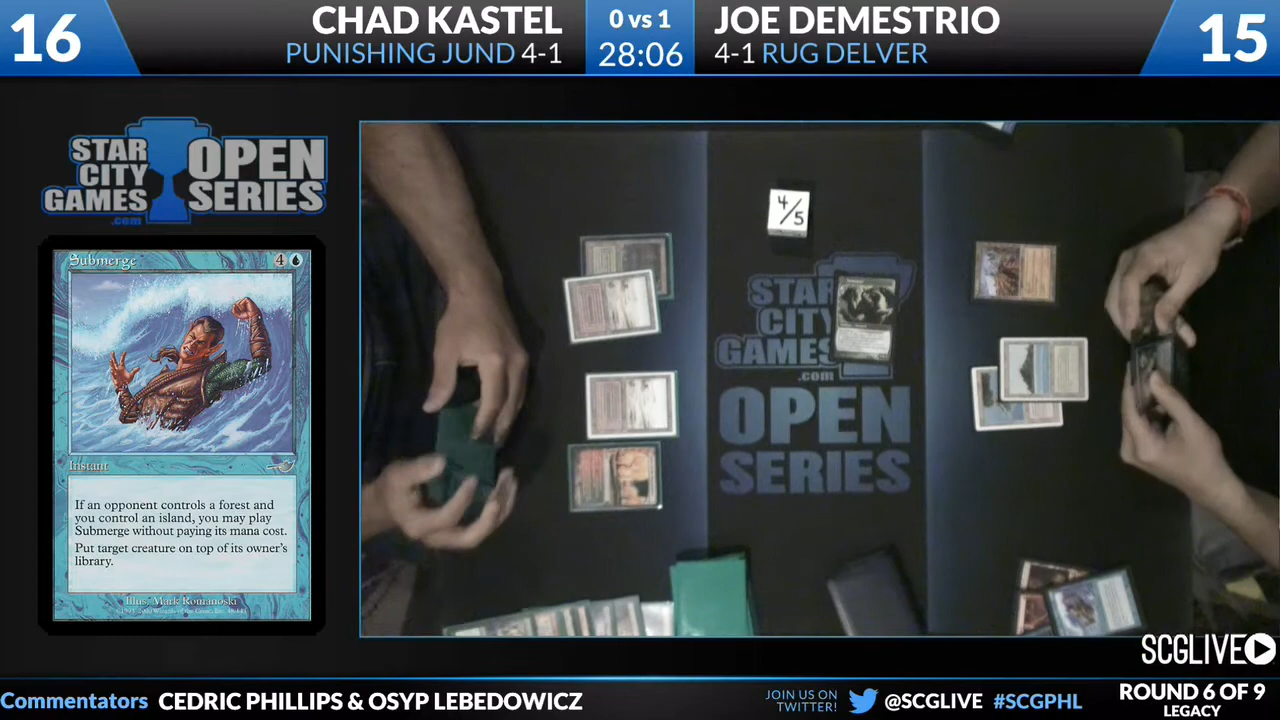 16
CHAD KASTEL
PUNISHING JUND 4-1
0 vs 1
28:06
JOE DEMESTRIO
4-1 RUG DELVER
15
STAR
CITY
GAMES
.com
OPEN
SERIES
Submerge 4
Instant
If an opponent controls a forest and
you control an island, you may play
Submerge without paying its mana cost.
Put target creature on top of its owner's
library.
Illus. Mark Romanoski
4/5
STAR
CITY
GAMES
.com
OPEN
SERIES
SCGLIVE
Commentators CEDRIC PHILLIPS & OSYP LEBEDOWICZ
JOIN US ON
TWITTER!
@SCGLIVE #SCGPHL
ROUND 6 OF 9
LEGACY